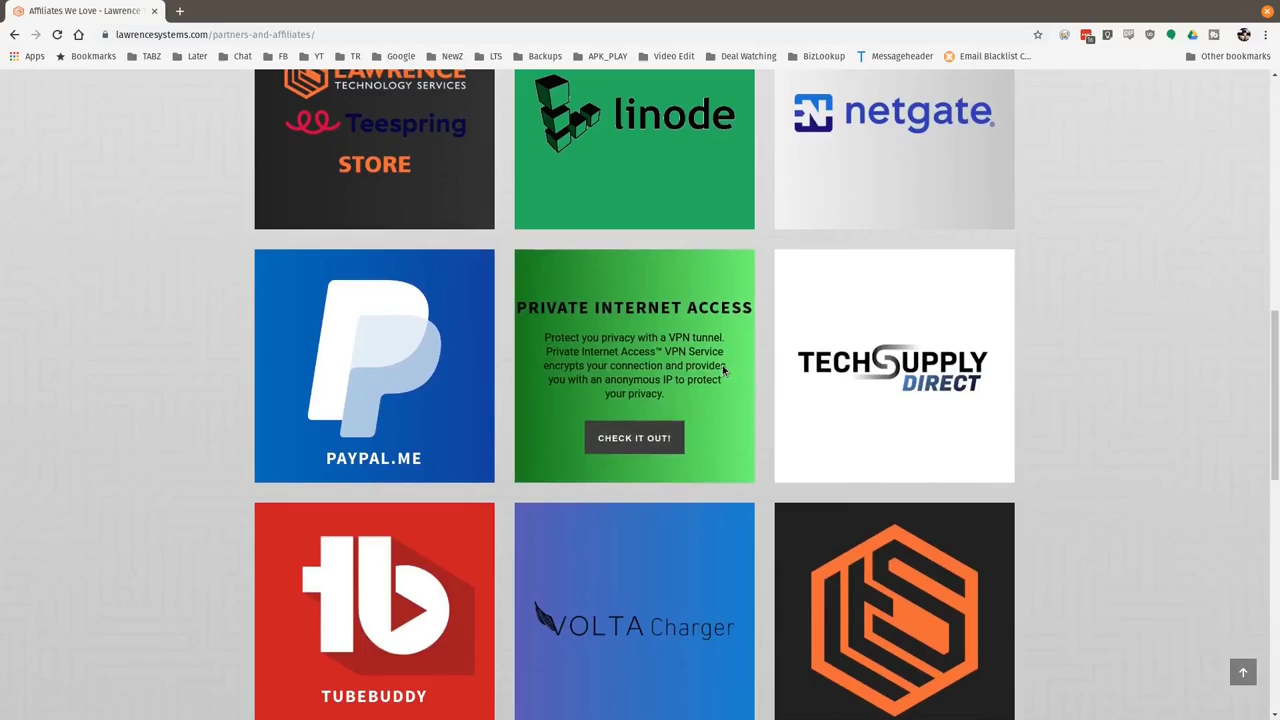 Affiliates We Love - Lawrence T
lawrencesystems.com/partners-and-affiliates/
Apps
Bookmarks
TABZ
Later
Chat
FB
YT
TR
Google
NewZ
LTS
Backups
APK_PLAY
Video Edit
Deal Watching
BizLookup
Messageheader
Email Blacklist C...
Other bookmarks
LAWRENCE
TECHNOLOGY SERVICES
Teespring
STORE
linode
netgate
PAYPAL.ME
PRIVATE INTERNET ACCESS
Protect you privacy with a VPN tunnel.
Private Internet Access™ VPN Service
encrypts your connection and provides
you with an anonymous IP to protect
your privacy.
CHECK IT OUT!
TECHSUPPLY
DIRECT
TUBEBUDDY
VOLTA Charger